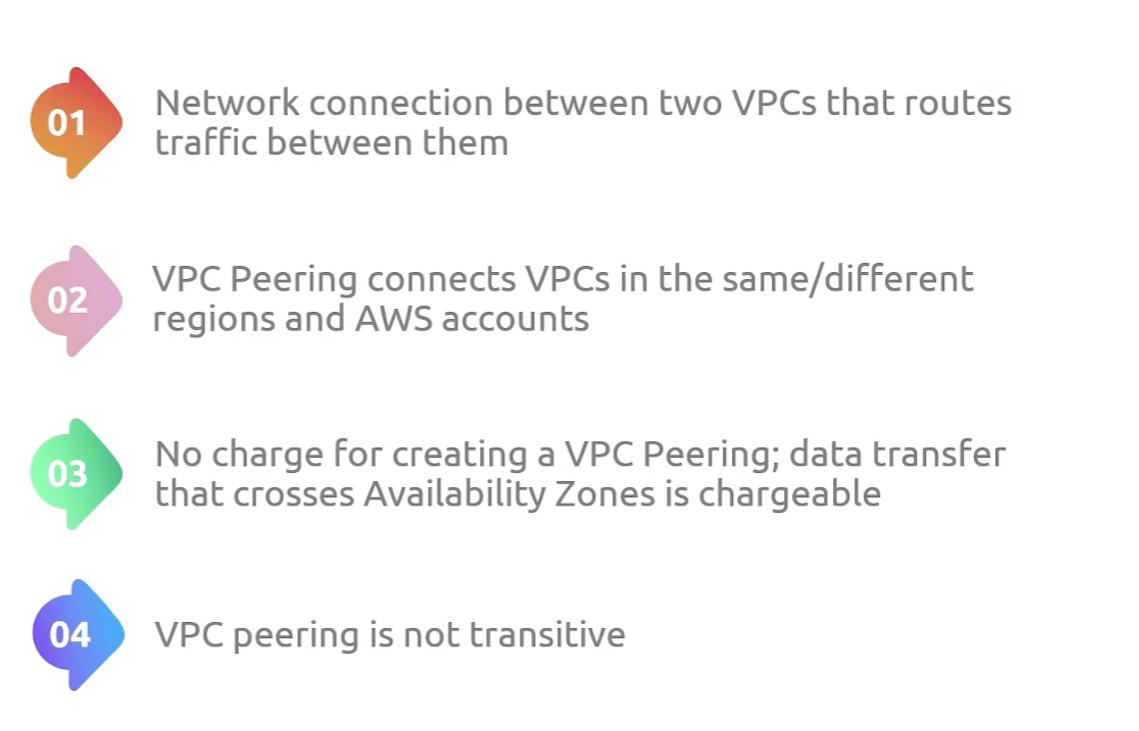 01
Network connection between two VPCs that routes
traffic between them
02
VPC Peering connects VPCs in the same/different
regions and AWS accounts
03
No charge for creating a VPC Peering; data transfer
that crosses Availability Zones is chargeable
04
VPC peering is not transitive